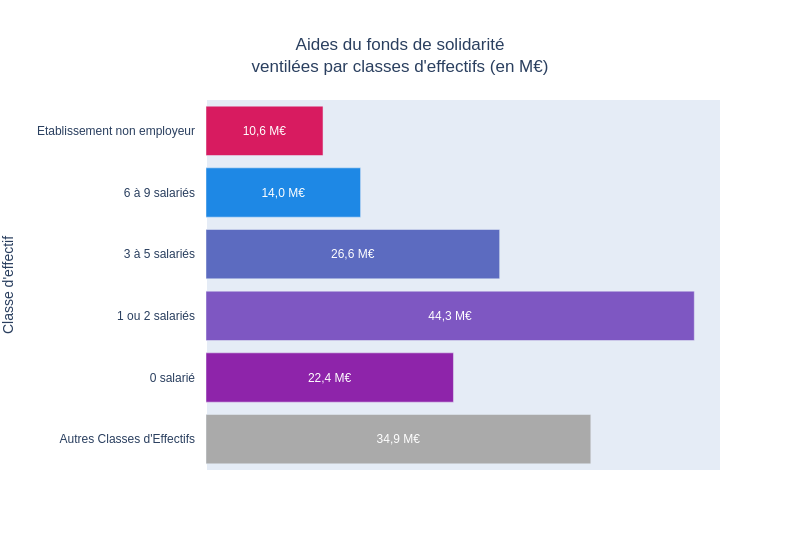 Aides du fonds de solidarité
ventilées par classes d'effectifs (en M€)
Classe d'effectif
Etablissement non employeur
10,6 M€
6 à 9 salariés
14,0 M€
3 à 5 salariés
26,6 M€
1 ou 2 salariés
44,3 M€
0 salarié
22,4 M€
Autres Classes d'Effectifs
34,9 M€